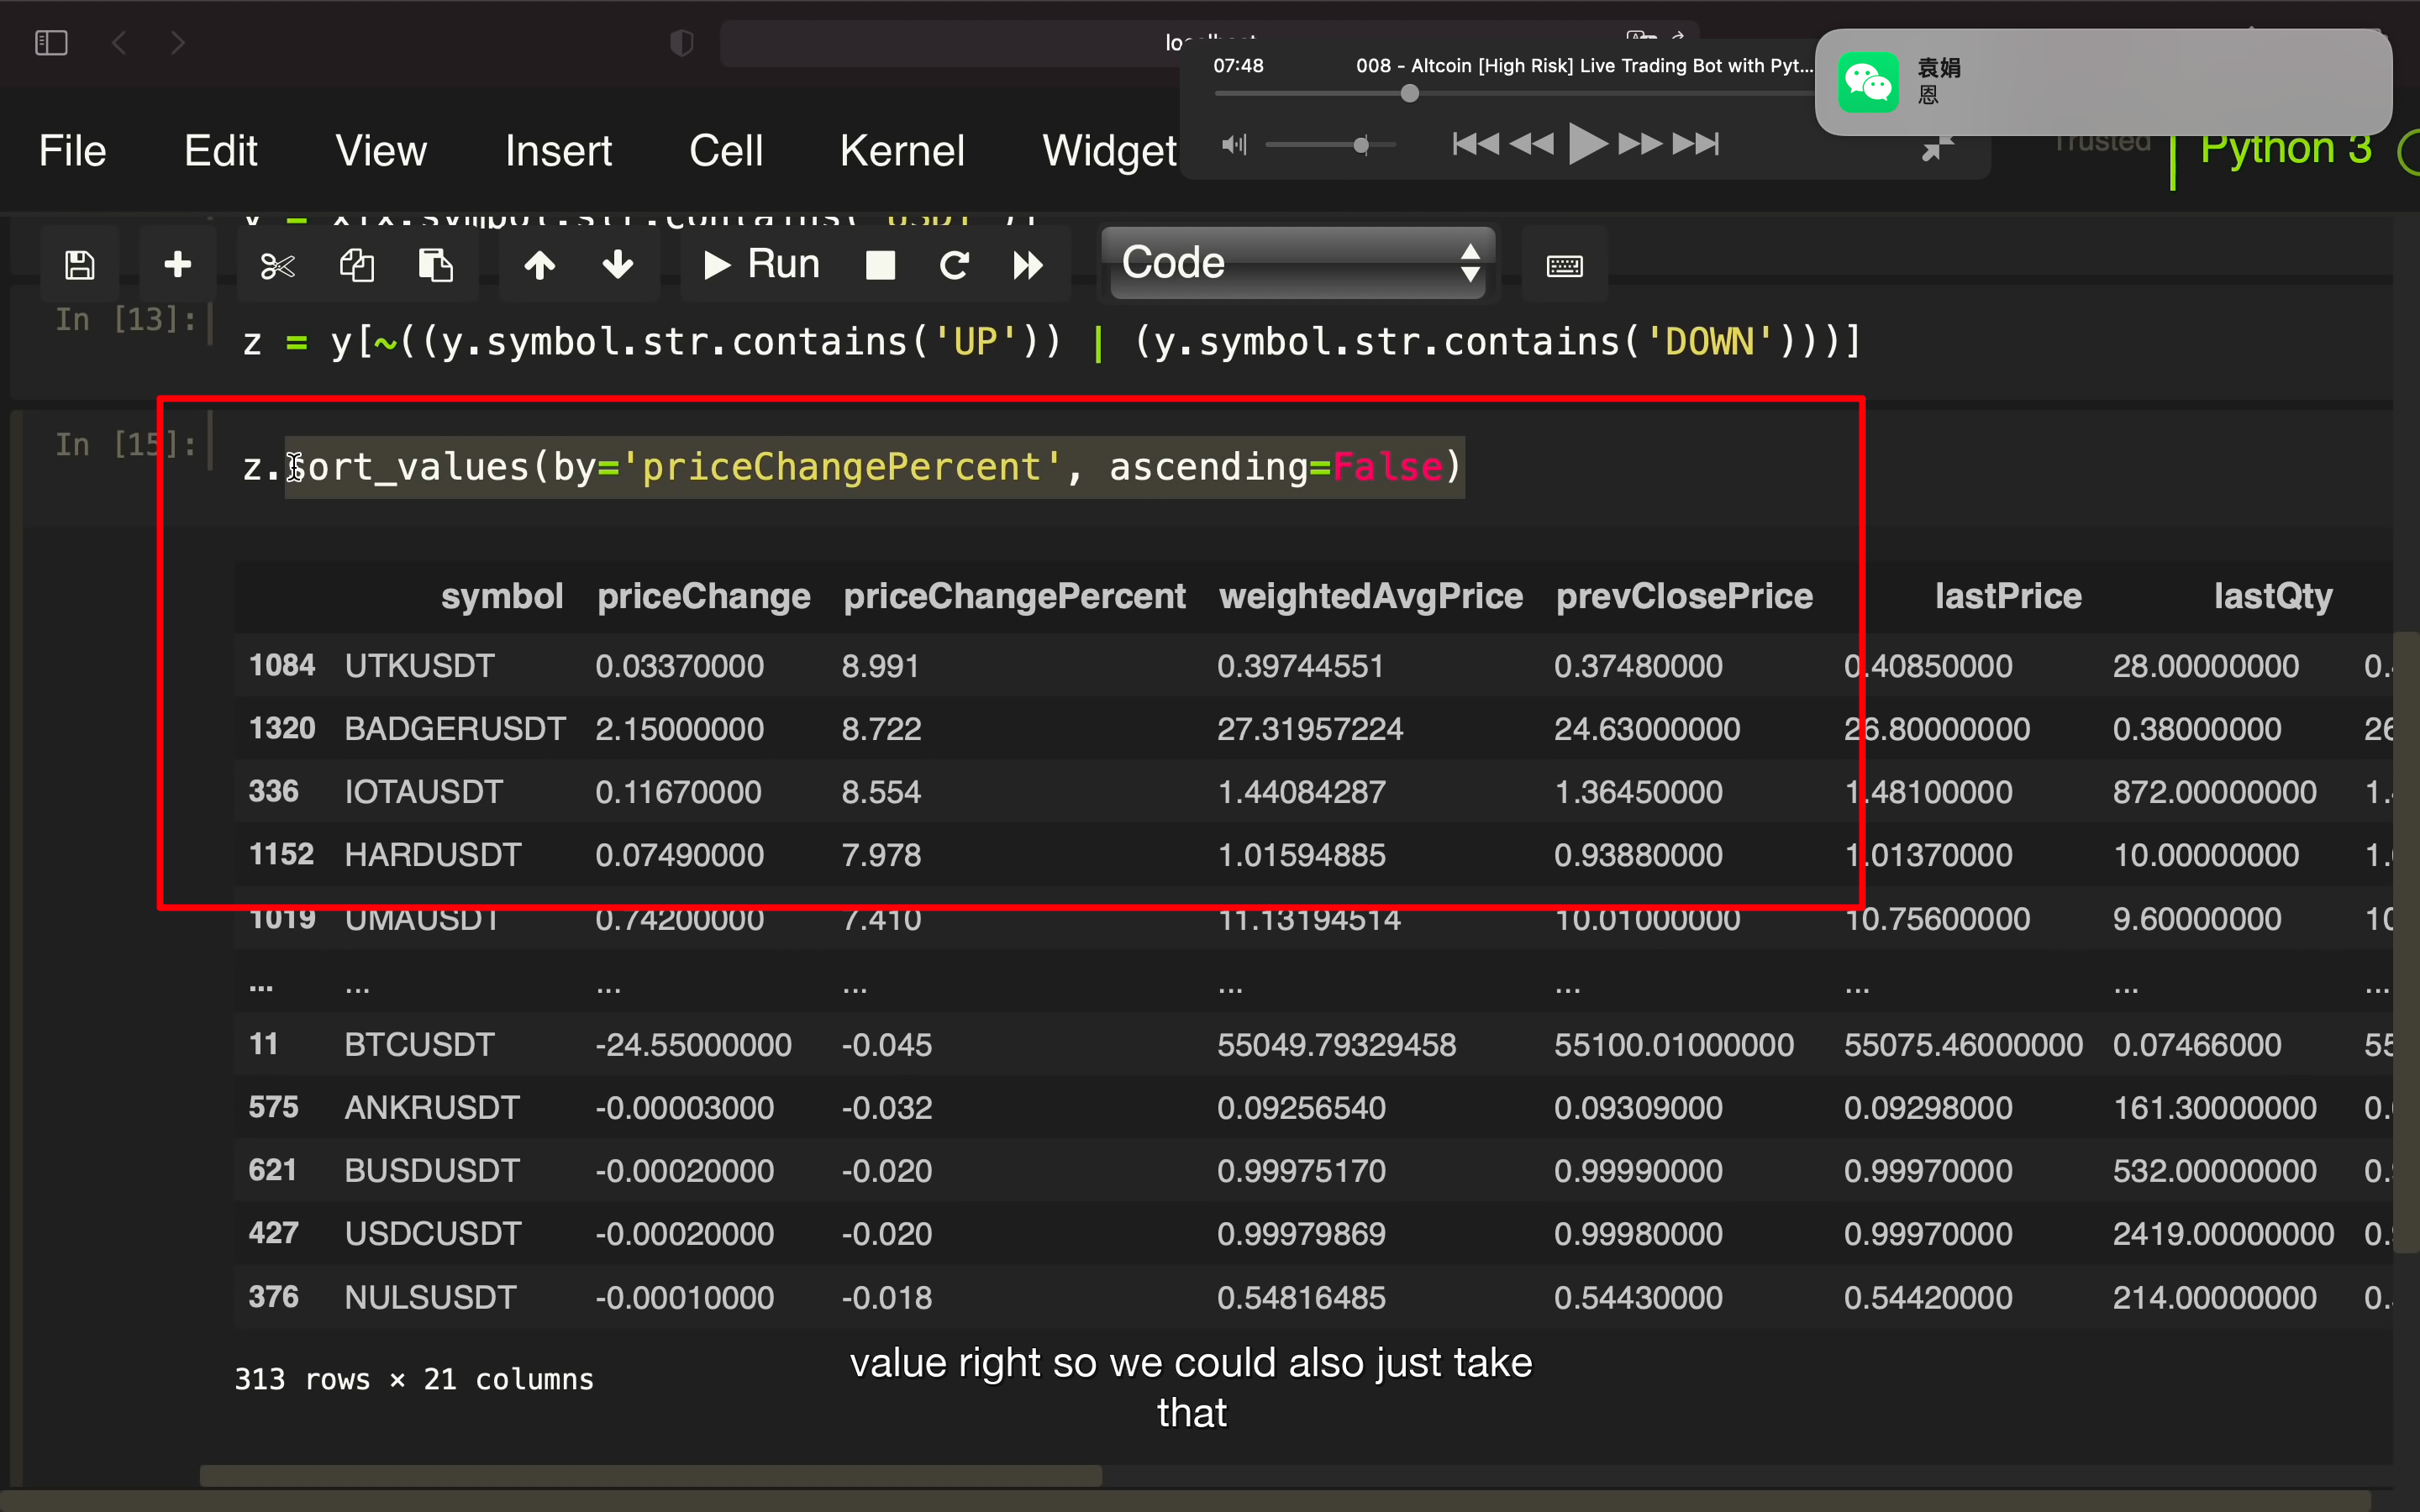 07:48 008 - Altcoin [High Risk] Live Trading Bot with Pyt...
袁娟
恩
File Edit View Insert Cell Kernel Widget Trusted Python 3
Run Code
In [13]: z = y[~((y.symbol.str.contains('UP')) | (y.symbol.str.contains('DOWN')))]
In [15]: z.sort_values(by='priceChangePercent', ascending=False)
symbol priceChange priceChangePercent weightedAvgPrice prevClosePrice lastPrice lastQty
1084 UTKUSDT 0.03370000 8.991 0.39744551 0.37480000 0.40850000 28.00000000 0.
1320 BADGERUSDT 2.15000000 8.722 27.31957224 24.63000000 26.80000000 0.38000000 26
336 IOTAUSDT 0.11670000 8.554 1.44084287 1.36450000 1.48100000 872.00000000 1.
1152 HARDUSDT 0.07490000 7.978 1.01594885 0.93880000 1.01370000 10.00000000 1.
1019 UMAUSDT 0.74200000 7.410 11.13194514 10.01000000 10.75600000 9.60000000 10
... ... ... ... ... ... ... ... ...
11 BTCUSDT -24.55000000 -0.045 55049.79329458 55100.01000000 55075.46000000 0.07466000 55
575 ANKRUSDT -0.00003000 -0.032 0.09256540 0.09309000 0.09298000 161.30000000 0.
621 BUSDUSDT -0.00020000 -0.020 0.99975170 0.99990000 0.99970000 532.00000000 0.
427 USDCUSDT -0.00020000 -0.020 0.99979869 0.99980000 0.99970000 2419.00000000 0.
376 NULSUSDT -0.00010000 -0.018 0.54816485 0.54430000 0.54420000 214.00000000 0.
313 rows × 21 columns
value right so we could also just take
that